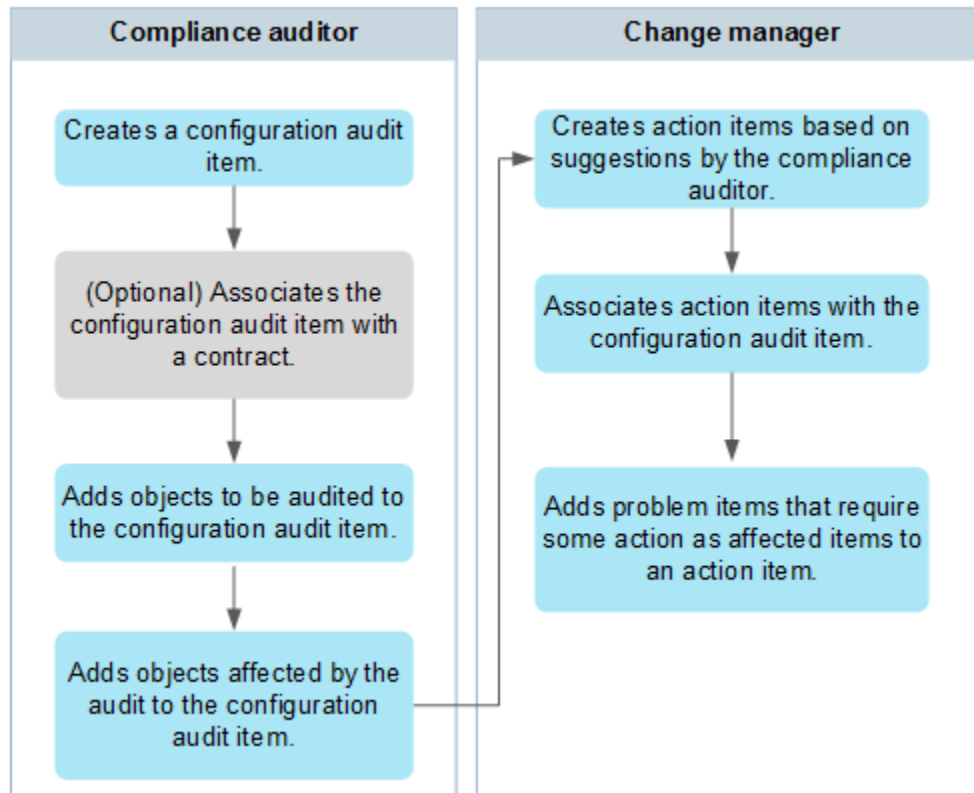 Compliance auditor
Creates a configuration audit
item.
(Optional) Associates the
configuration audit item with
a contract.
Adds objects to be audited to
the configuration audit item.
Adds objects affected by the
audit to the configuration
audit item.
Change manager
Creates action items based on
suggestions by the compliance
auditor.
Associates action items with the
configuration audit item.
Adds problem items that require
some action as affected items to
an action item.